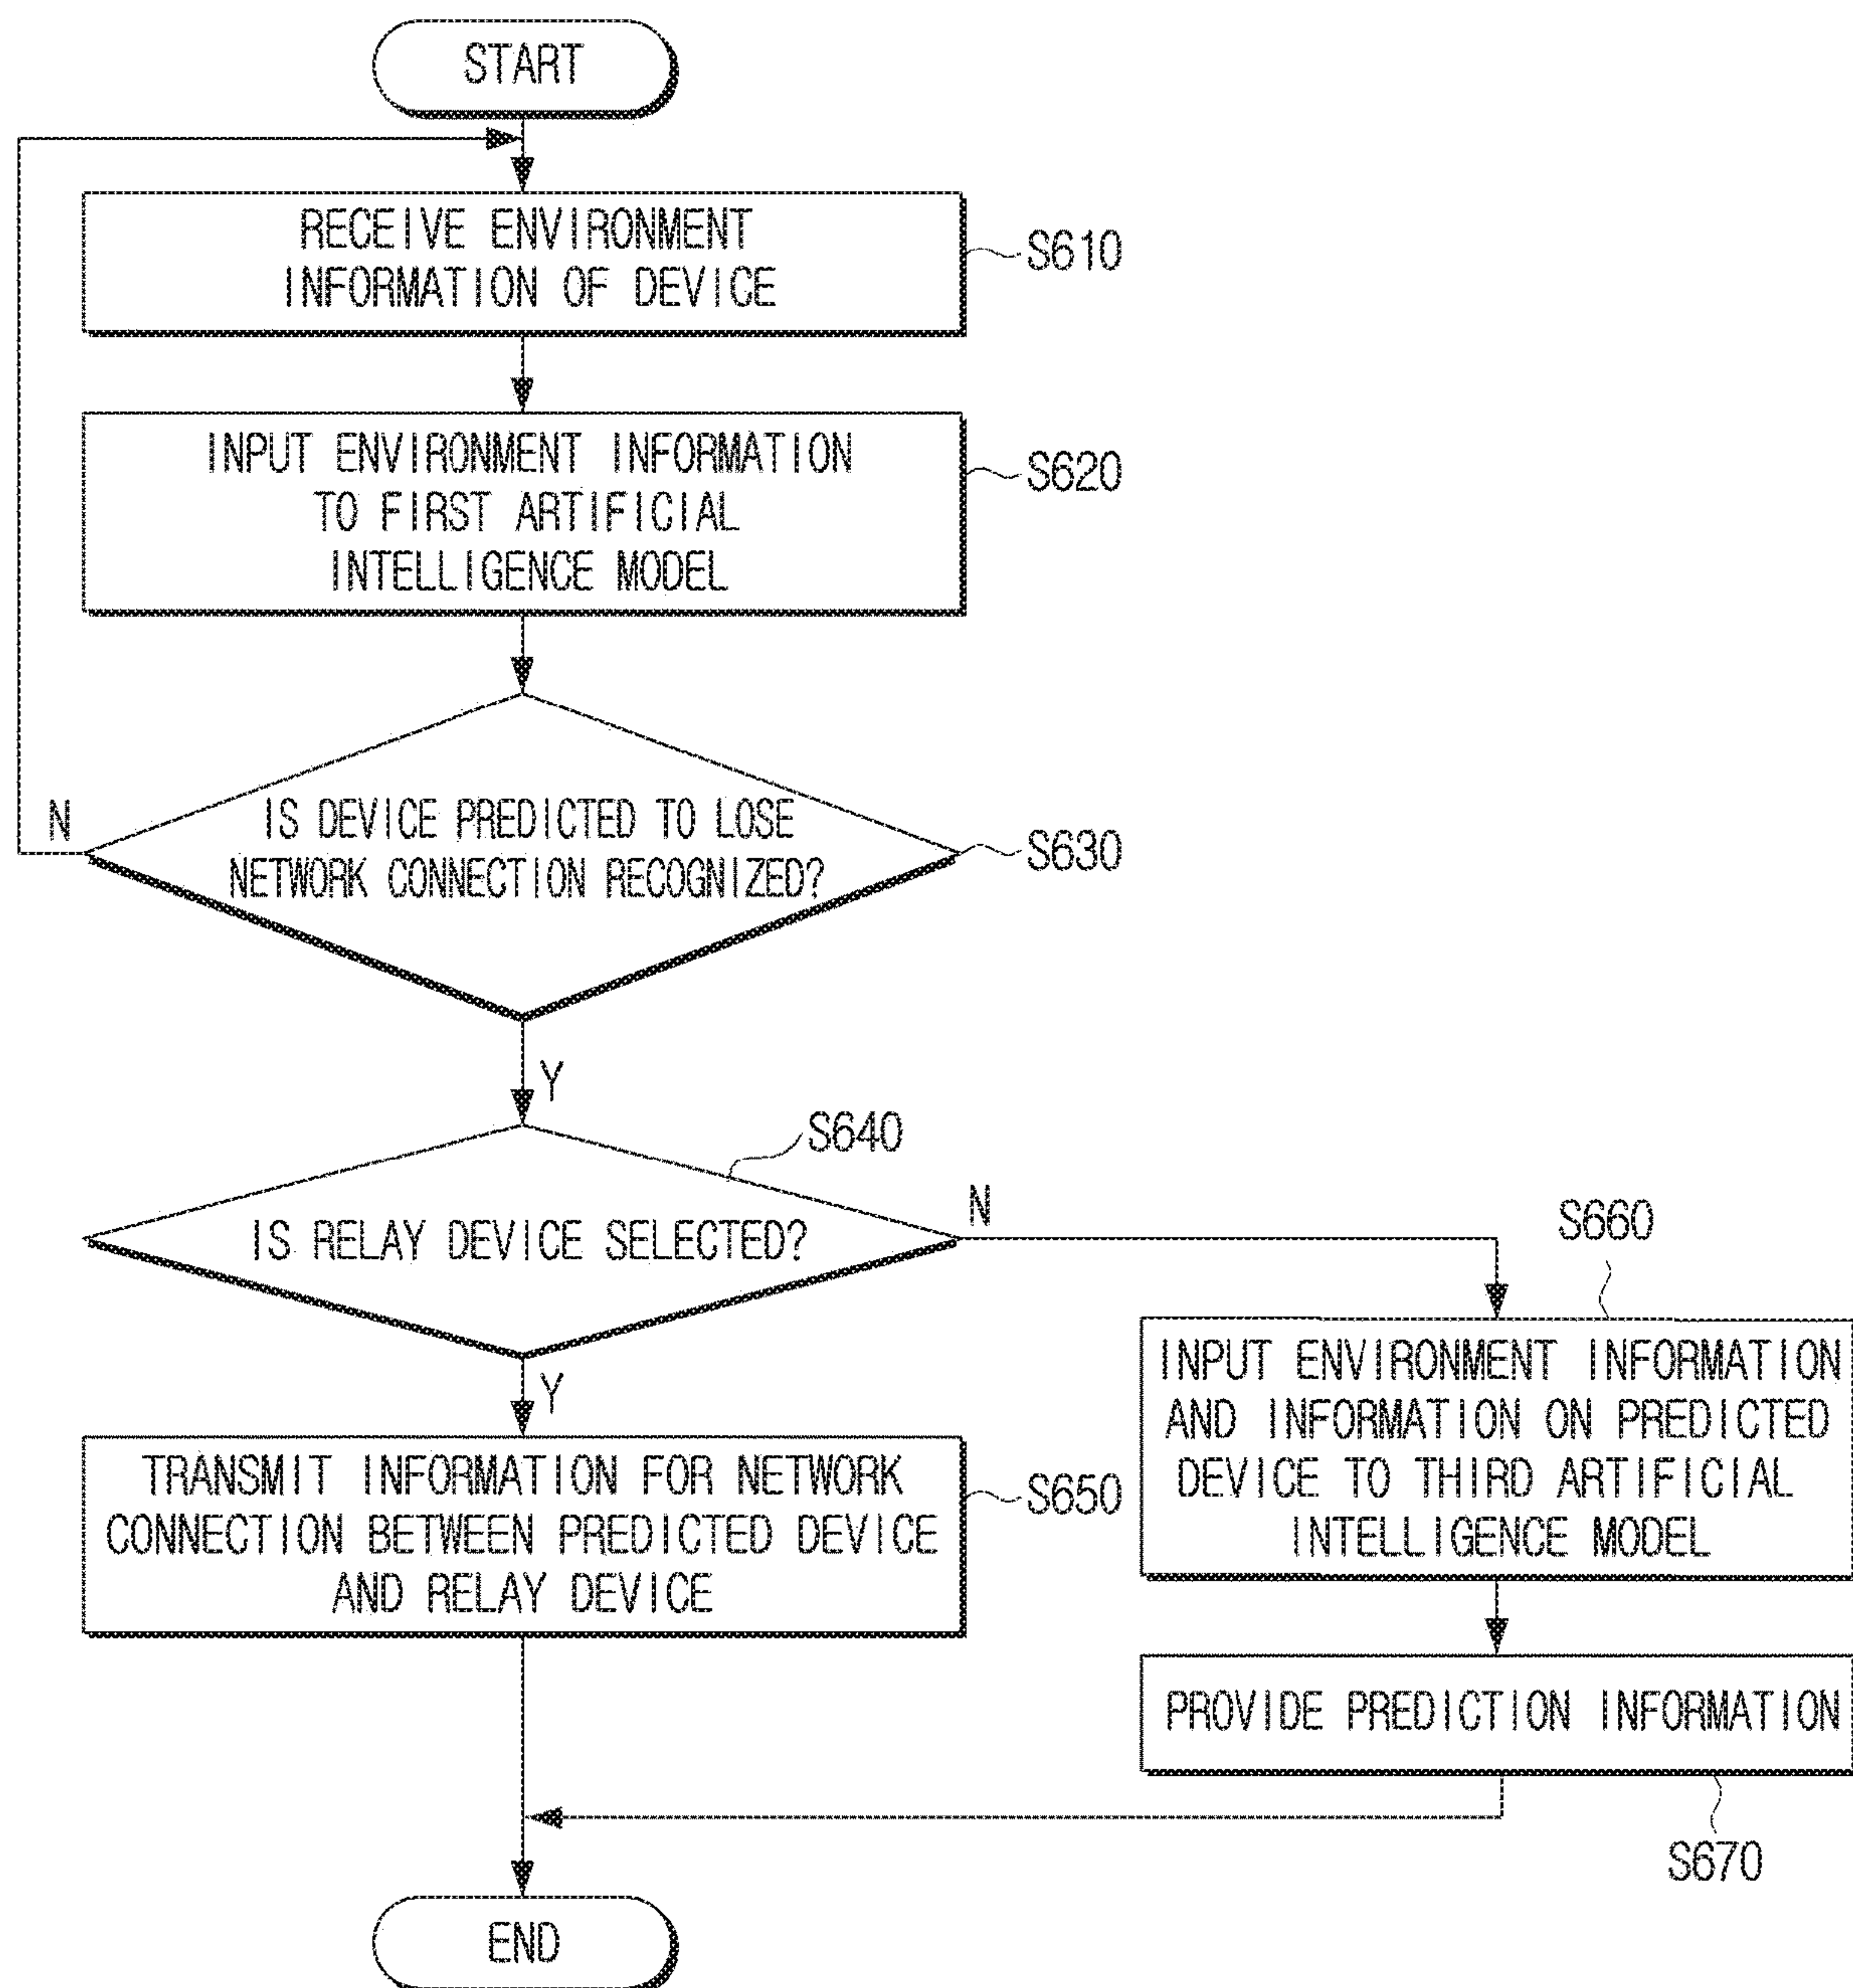 START
RECEIVE ENVIRONMENT
INFORMATION OF DEVICE
S610
INPUT ENVIRONMENT INFORMATION
TO FIRST ARTIFICIAL
INTELLIGENCE MODEL
S620
IS DEVICE PREDICTED TO LOSE
NETWORK CONNECTION RECOGNIZED?
N
S630
Y
S640
IS RELAY DEVICE SELECTED?
N
Y
TRANSMIT INFORMATION FOR NETWORK
CONNECTION BETWEEN PREDICTED DEVICE
AND RELAY DEVICE
S650
S660
INPUT ENVIRONMENT INFORMATION
AND INFORMATION ON PREDICTED
DEVICE TO THIRD ARTIFICIAL
INTELLIGENCE MODEL
PROVIDE PREDICTION INFORMATION
S670
END